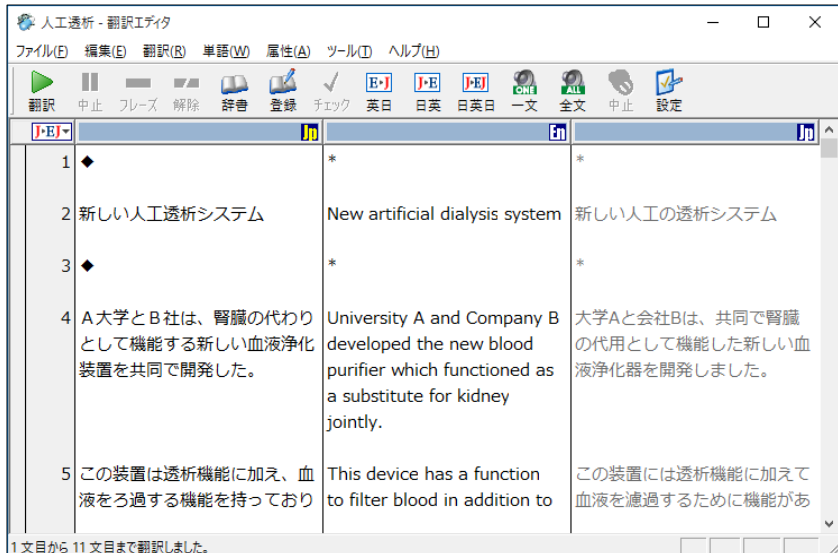 人工透析 - 翻訳エディタ
ファイル(F) 編集(E) 翻訳(R) 単語(W) 属性(A) ツール(T) ヘルプ(H)
E▸J J▸E J▸EJ ONE ALL
翻訳 中止 フレーズ 解除 辞書 登録 チェック 英日 日英 日英日 一文 全文 中止 設定
J▸EJ▾ Jp En Jp
1 ◆ * *
2 新しい人工透析システム New artificial dialysis system 新しい人工の透析システム
3 ◆ * *
4 A大学とB社は、腎臓の代わり University A and Company B 大学Aと会社Bは、共同で腎臓
として機能する新しい血液浄化 developed the new blood の代用として機能した新しい血
装置を共同で開発した。 purifier which functioned as 液浄化器を開発しました。
a substitute for kidney
jointly.
5 この装置は透析機能に加え、血 This device has a function この装置には透析機能に加えて
液をろ過する機能を持っており to filter blood in addition to 血液を濾過するために機能があ
1文目から 11文目まで翻訳しました。